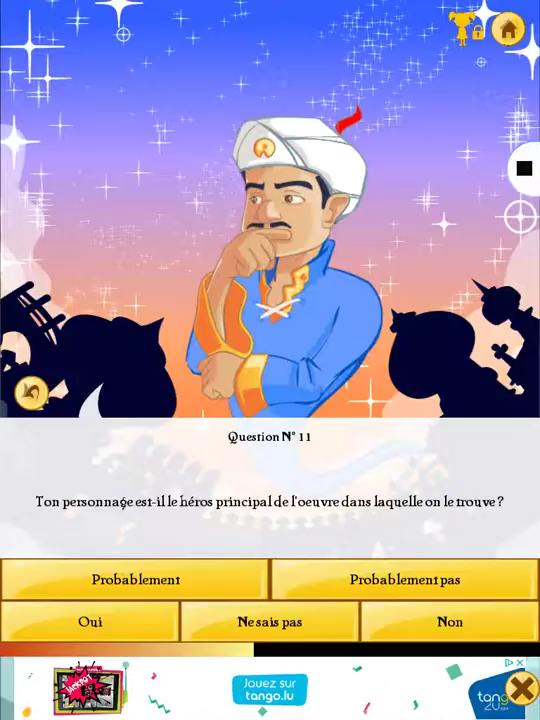 Question N° 11
Ton personnage est-il le héros principal de l'oeuvre dans laquelle on le trouve ?
Probablement
Probablement pas
Oui
Ne sais pas
Non
JACKPOT
Jouez sur
tango.lu